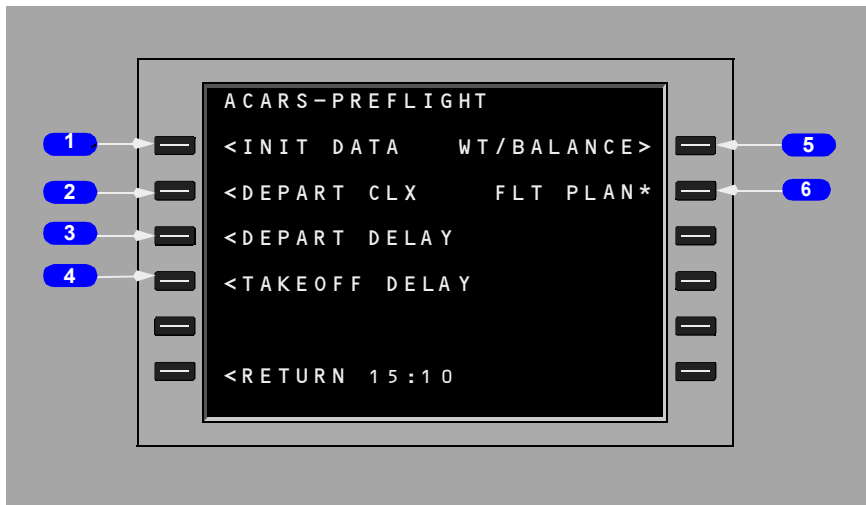 ACARS-PREFLIGHT
1 <INIT DATA WT/BALANCE> 5
2 <DEPART CLX FLT PLAN* 6
3 <DEPART DELAY
4 <TAKEOFF DELAY
<RETURN 15:10